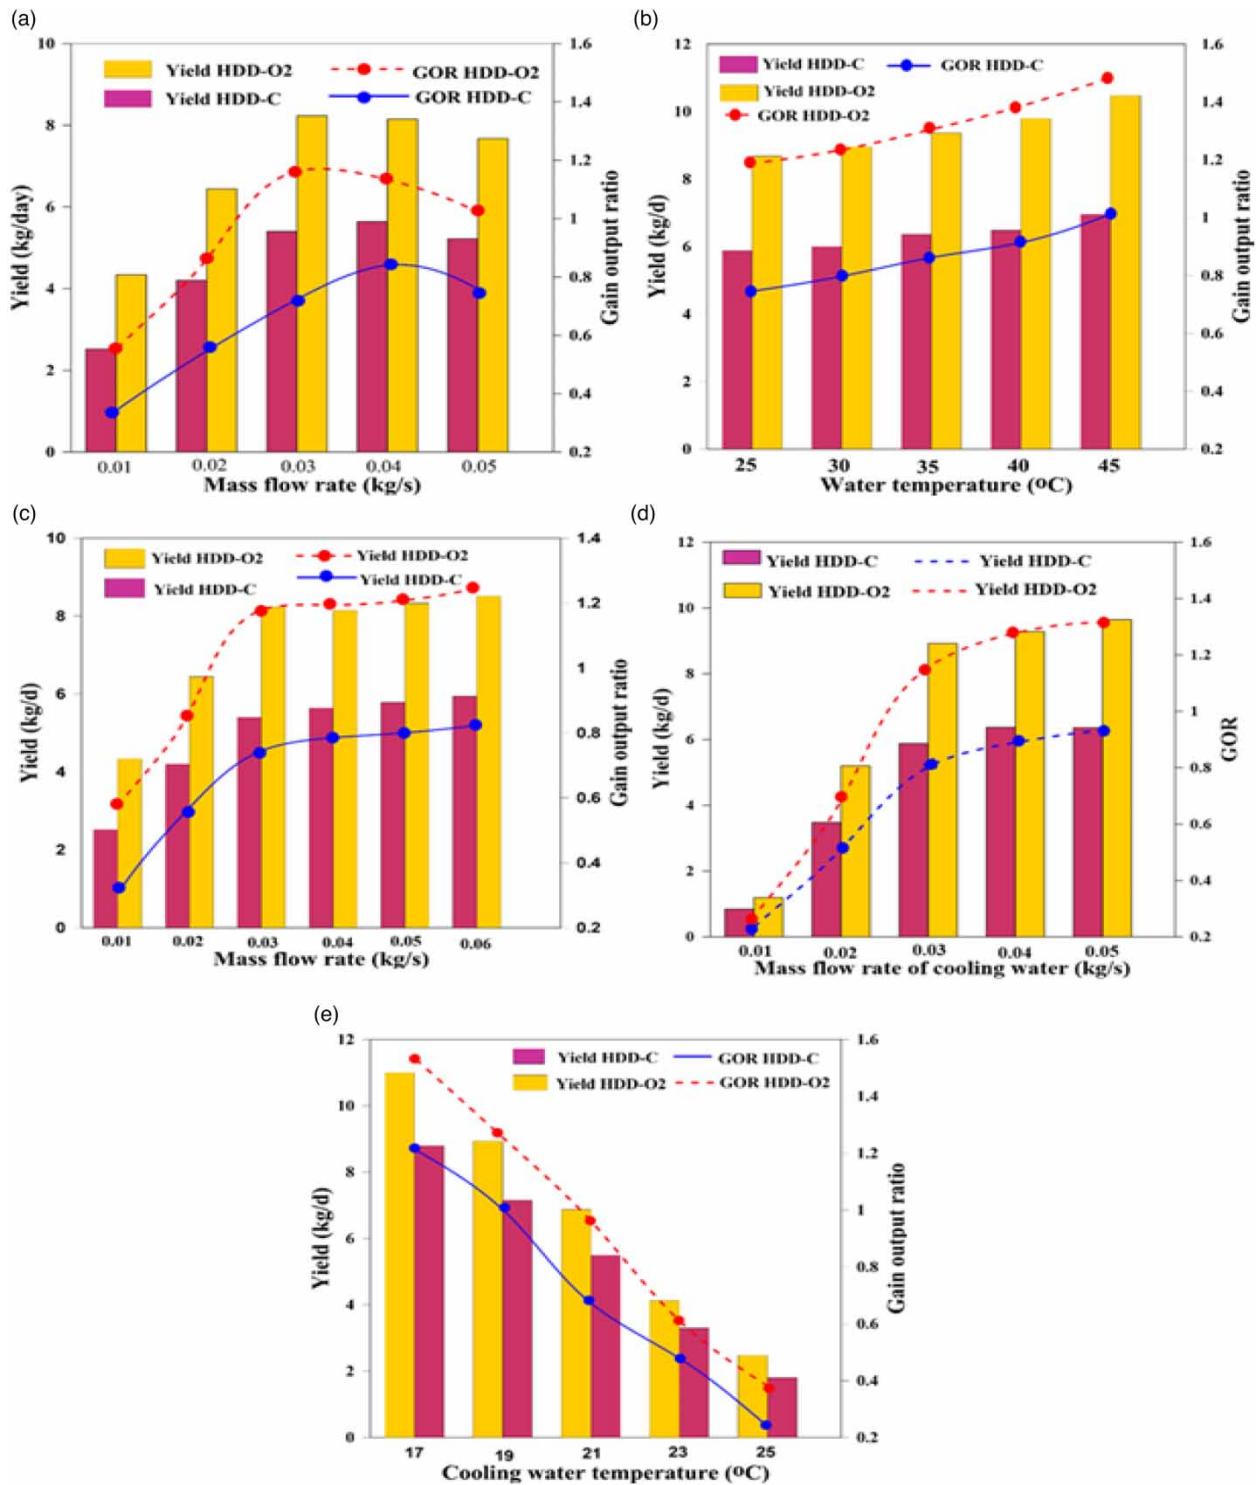 (a)
10
8
6
4
2
0
Yield (kg/day)
Yield HDD-O2
GOR HDD-O2
Yield HDD-C
GOR HDD-C
1.6
1.4
1.2
1
0.8
0.6
0.4
0.2
Gain output ratio
0.01 0.02 0.03 0.04 0.05
Mass flow rate (kg/s)
(b)
12
10
8
6
4
2
0
Yield (kg/d)
Yield HDD-C
GOR HDD-C
Yield HDD-O2
GOR HDD-O2
1.6
1.4
1.2
1
0.8
0.6
0.4
0.2
Gain output ratio
25 30 35 40 45
Water temperature (oC)
(c)
10
8
6
4
2
0
Yield (kg/d)
Yield HDD-O2
Yield HDD-O2
Yield HDD-C
Yield HDD-C
1.4
1.2
1
0.8
0.6
0.4
0.2
Gain output ratio
0.01 0.02 0.03 0.04 0.05 0.06
Mass flow rate (kg/s)
(d)
12
10
8
6
4
2
0
Yield (kg/d)
Yield HDD-C
Yield HDD-C
Yield HDD-O2
Yield HDD-O2
1.6
1.4
1.2
1
0.8
0.6
0.4
0.2
GOR
0.01 0.02 0.03 0.04 0.05
Mass flow rate of cooling water (kg/s)
(e)
12
10
8
6
4
2
0
Yield (kg/d)
Yield HDD-C
GOR HDD-C
Yield HDD-O2
GOR HDD-O2
1.6
1.4
1.2
1
0.8
0.6
0.4
0.2
Gain output ratio
17 19 21 23 25
Cooling water temperature (oC)